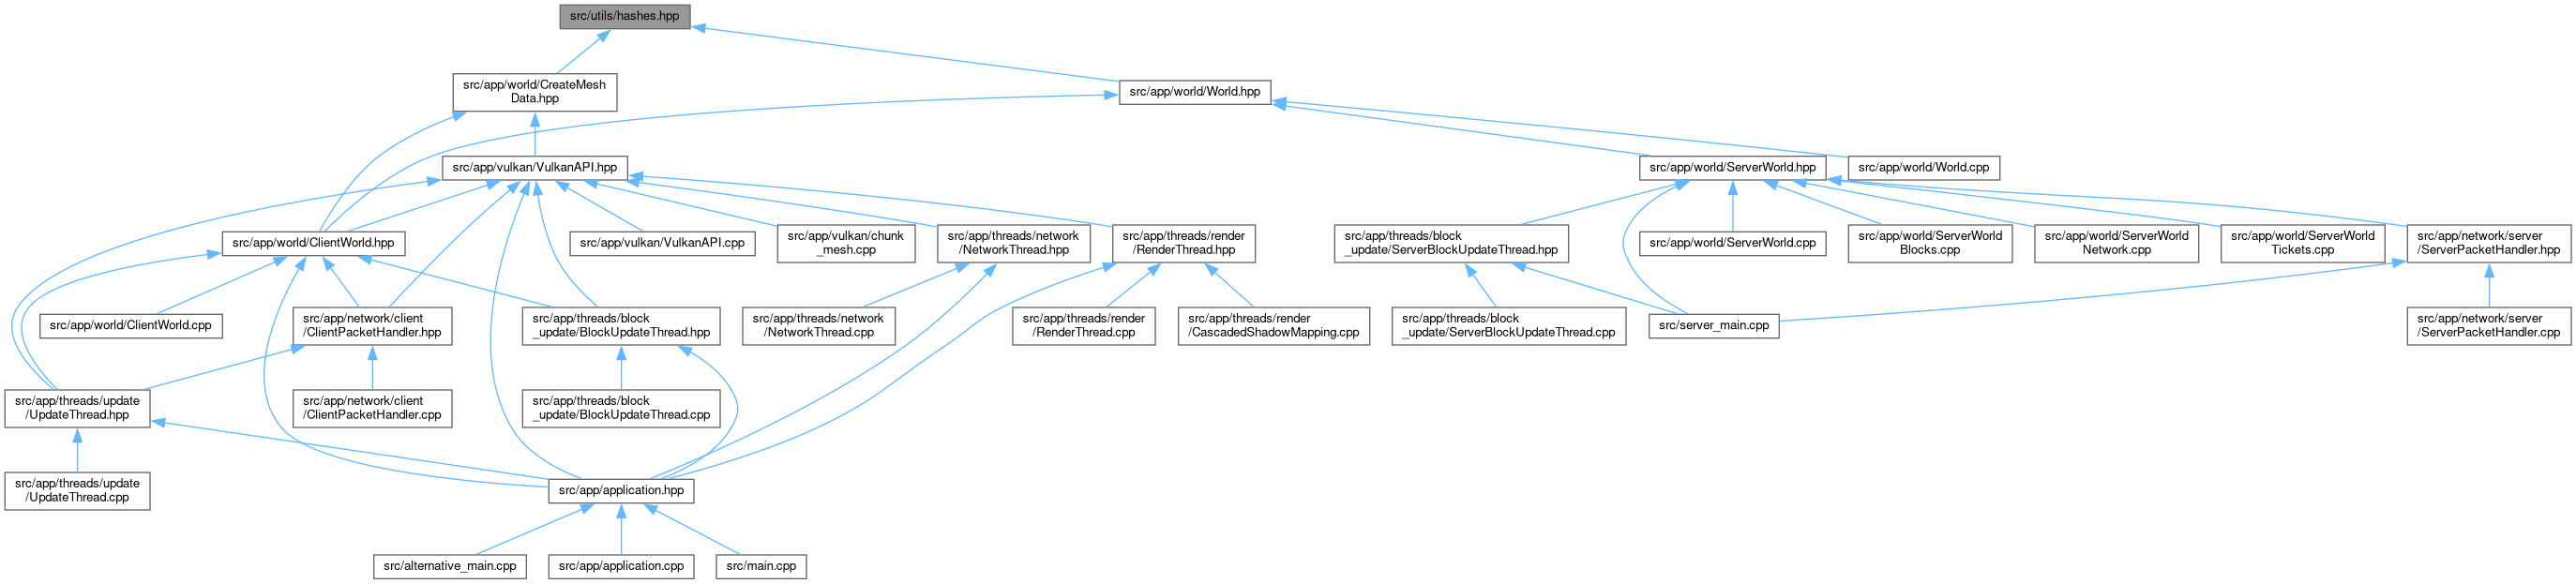 src/utils/hashes.hpp
src/app/world/CreateMesh
Data.hpp
src/app/world/World.hpp
src/app/vulkan/VulkanAPI.hpp
src/app/world/ServerWorld.hpp
src/app/world/World.cpp
src/app/world/ClientWorld.hpp
src/app/vulkan/VulkanAPI.cpp
src/app/vulkan/chunk
_mesh.cpp
src/app/threads/network
/NetworkThread.hpp
src/app/threads/render
/RenderThread.hpp
src/app/threads/block
_update/ServerBlockUpdateThread.hpp
src/app/world/ServerWorld.cpp
src/app/world/ServerWorld
Blocks.cpp
src/app/world/ServerWorld
Network.cpp
src/app/world/ServerWorld
Tickets.cpp
src/app/network/server
/ServerPacketHandler.hpp
src/app/world/ClientWorld.cpp
src/app/network/client
/ClientPacketHandler.hpp
src/app/threads/block
_update/BlockUpdateThread.hpp
src/app/threads/network
/NetworkThread.cpp
src/app/threads/render
/RenderThread.cpp
src/app/threads/render
/CascadedShadowMapping.cpp
src/app/threads/block
_update/ServerBlockUpdateThread.cpp
src/server_main.cpp
src/app/network/server
/ServerPacketHandler.cpp
src/app/threads/update
/UpdateThread.hpp
src/app/network/client
/ClientPacketHandler.cpp
src/app/threads/block
_update/BlockUpdateThread.cpp
src/app/threads/update
/UpdateThread.cpp
src/app/application.hpp
src/alternative_main.cpp
src/app/application.cpp
src/main.cpp